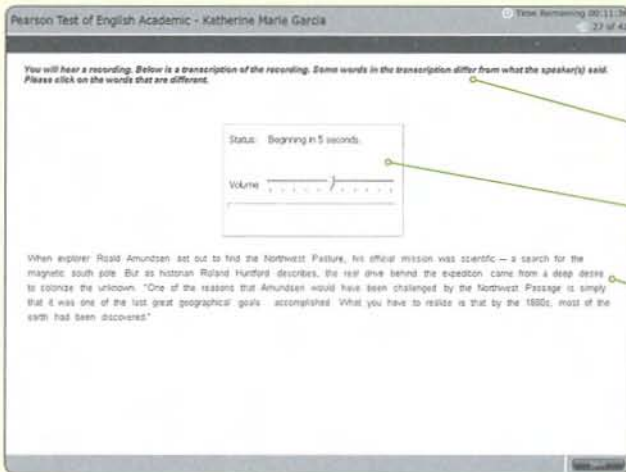 Pearson Test of English Academic - Katherine Marie Garcia
Time Remaining 00:11:36
27 of 42
You will hear a recording. Below is a transcription of the recording. Some words in the transcription differ from what the speaker(s) said.
Please click on the words that are different.
Status: Beginning in 5 seconds.
Volume
When explorer Roald Amundsen set out to find the Northwest Pasture, his official mission was scientific – a search for the
magnetic south pole. But as historian Roland Huntford describes, the real drive behind the expedition came from a deep desire
to colonize the unknown. "One of the reasons that Amundsen would have been challenged by the Northwest Passage is simply
that it was one of the last great geographical goals accomplished. What you have to realize is that by the 1880s, most of the
earth had been discovered."